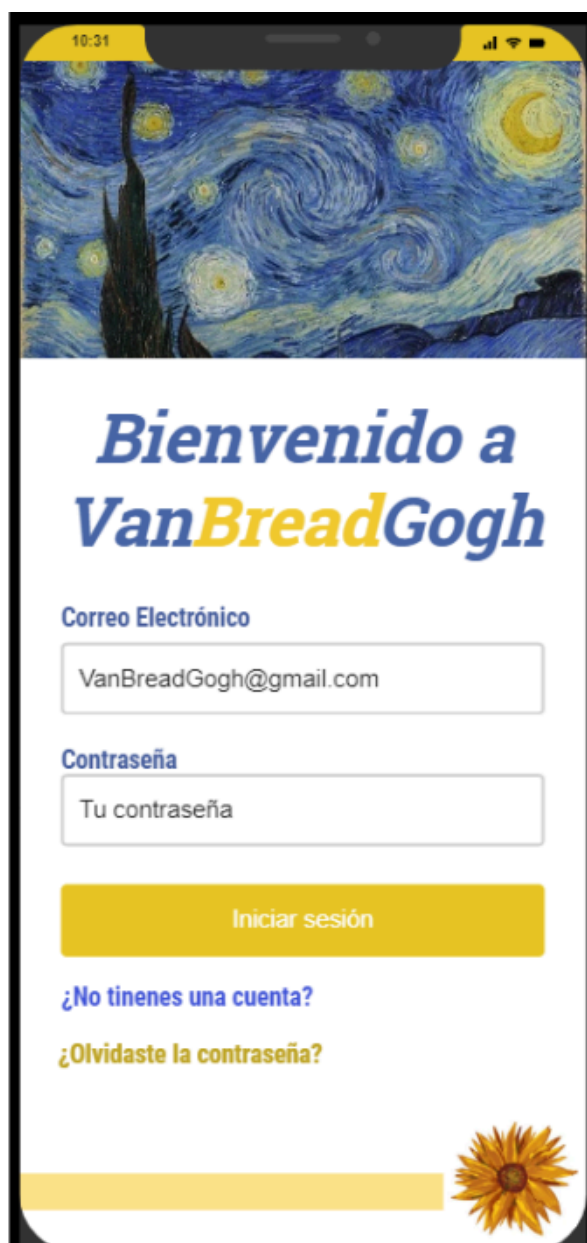 10:31
Bienvenido a
VanBreadGogh
Correo Electrónico
VanBreadGogh@gmail.com
Contraseña
Tu contraseña
Iniciar sesión
¿No tinenes una cuenta?
¿Olvidaste la contraseña?